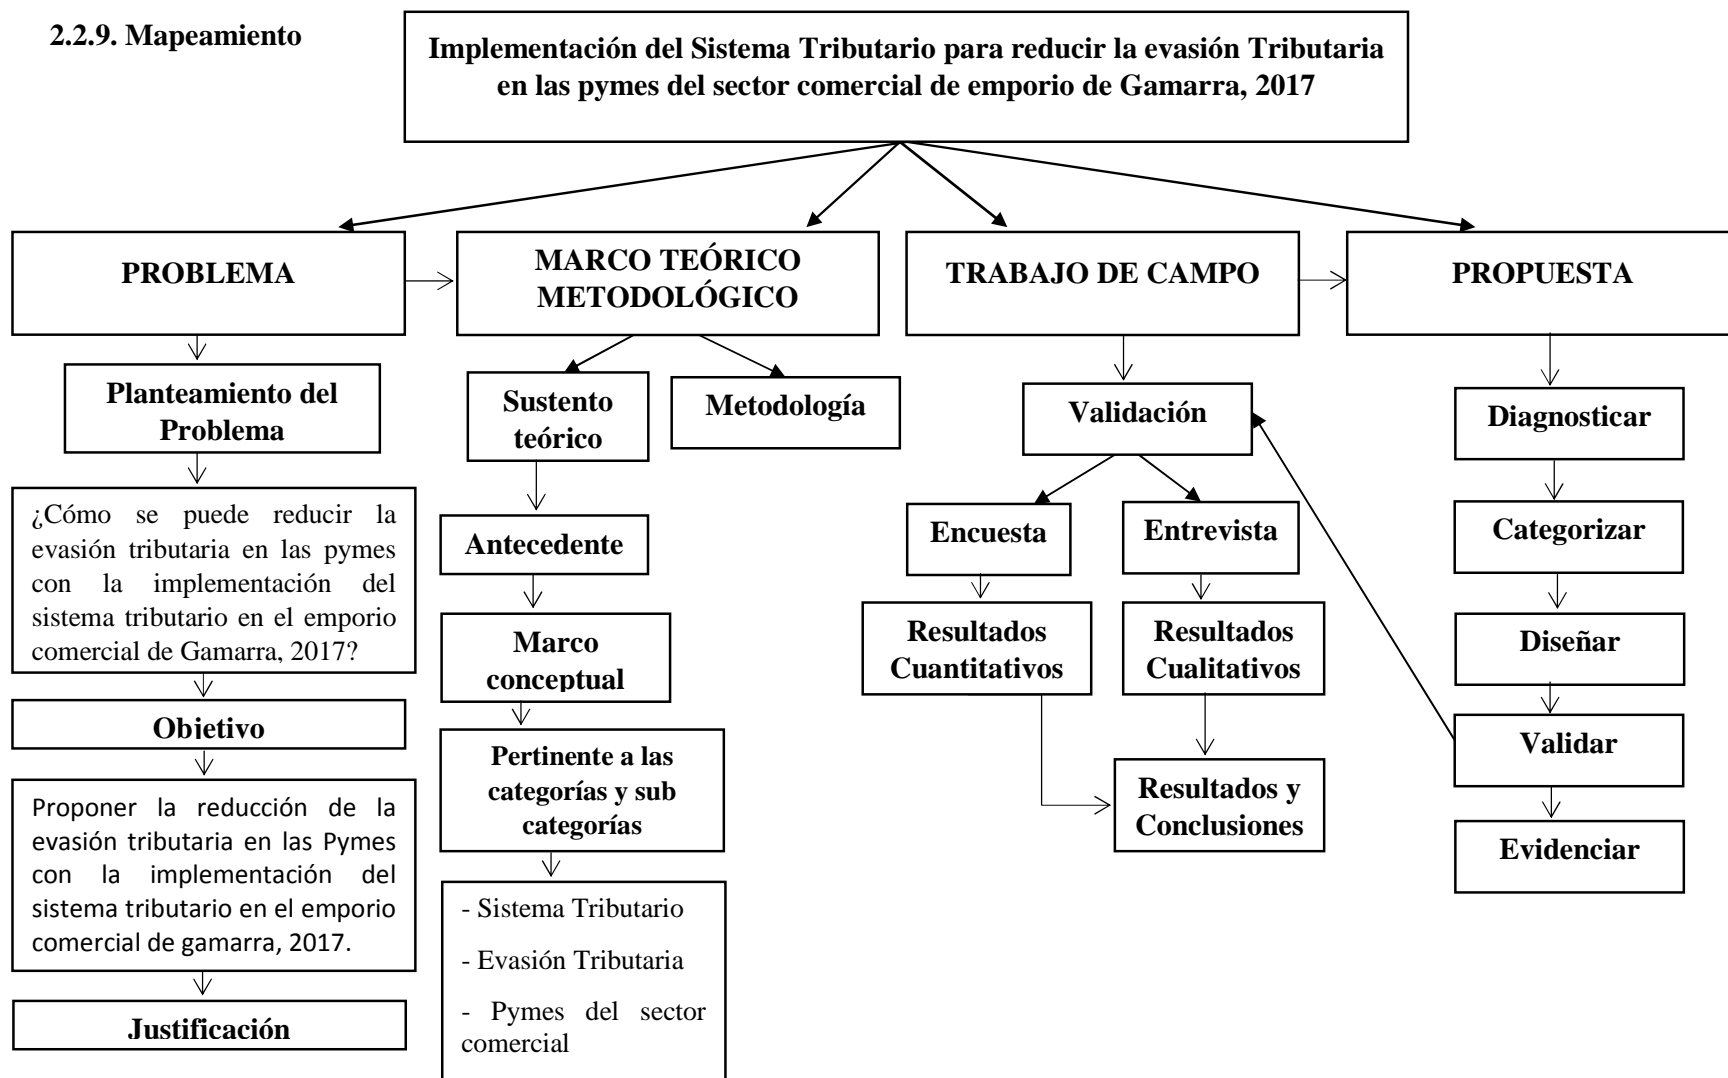 2.2.9. Mapeamiento
Implementación del Sistema Tributario para reducir la evasión Tributaria
en las pymes del sector comercial de emporio de Gamarra, 2017
PROBLEMA
MARCO TEÓRICO
METODOLÓGICO
TRABAJO DE CAMPO
PROPUESTA
Planteamiento del
Problema
¿Cómo se puede reducir la
evasión tributaria en las pymes
con la implementación del
sistema tributario en el emporio
comercial de Gamarra, 2017?
Objetivo
Proponer la reducción de la
evasión tributaria en las Pymes
con la implementación del
sistema tributario en el emporio
comercial de gamarra, 2017.
Justificación
Sustento
teórico
Metodología
Antecedente
Marco
conceptual
Pertinente a las
categorías y sub
categorías
- Sistema Tributario
- Evasión Tributaria
- Pymes del sector
comercial
Validación
Encuesta
Entrevista
Resultados
Cuantitativos
Resultados
Cualitativos
Resultados y
Conclusiones
Diagnosticar
Categorizar
Diseñar
Validar
Evidenciar